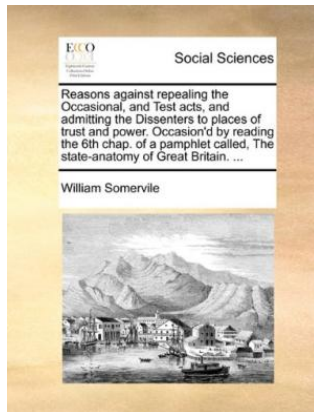 ECCO
Social Sciences
Reasons against repealing the
Occasional, and Test acts, and
admitting the Dissenters to places of
trust and power. Occasion'd by reading
the 6th chap. of a pamphlet called, The
state-anatomy of Great Britain. ...
William Somervile